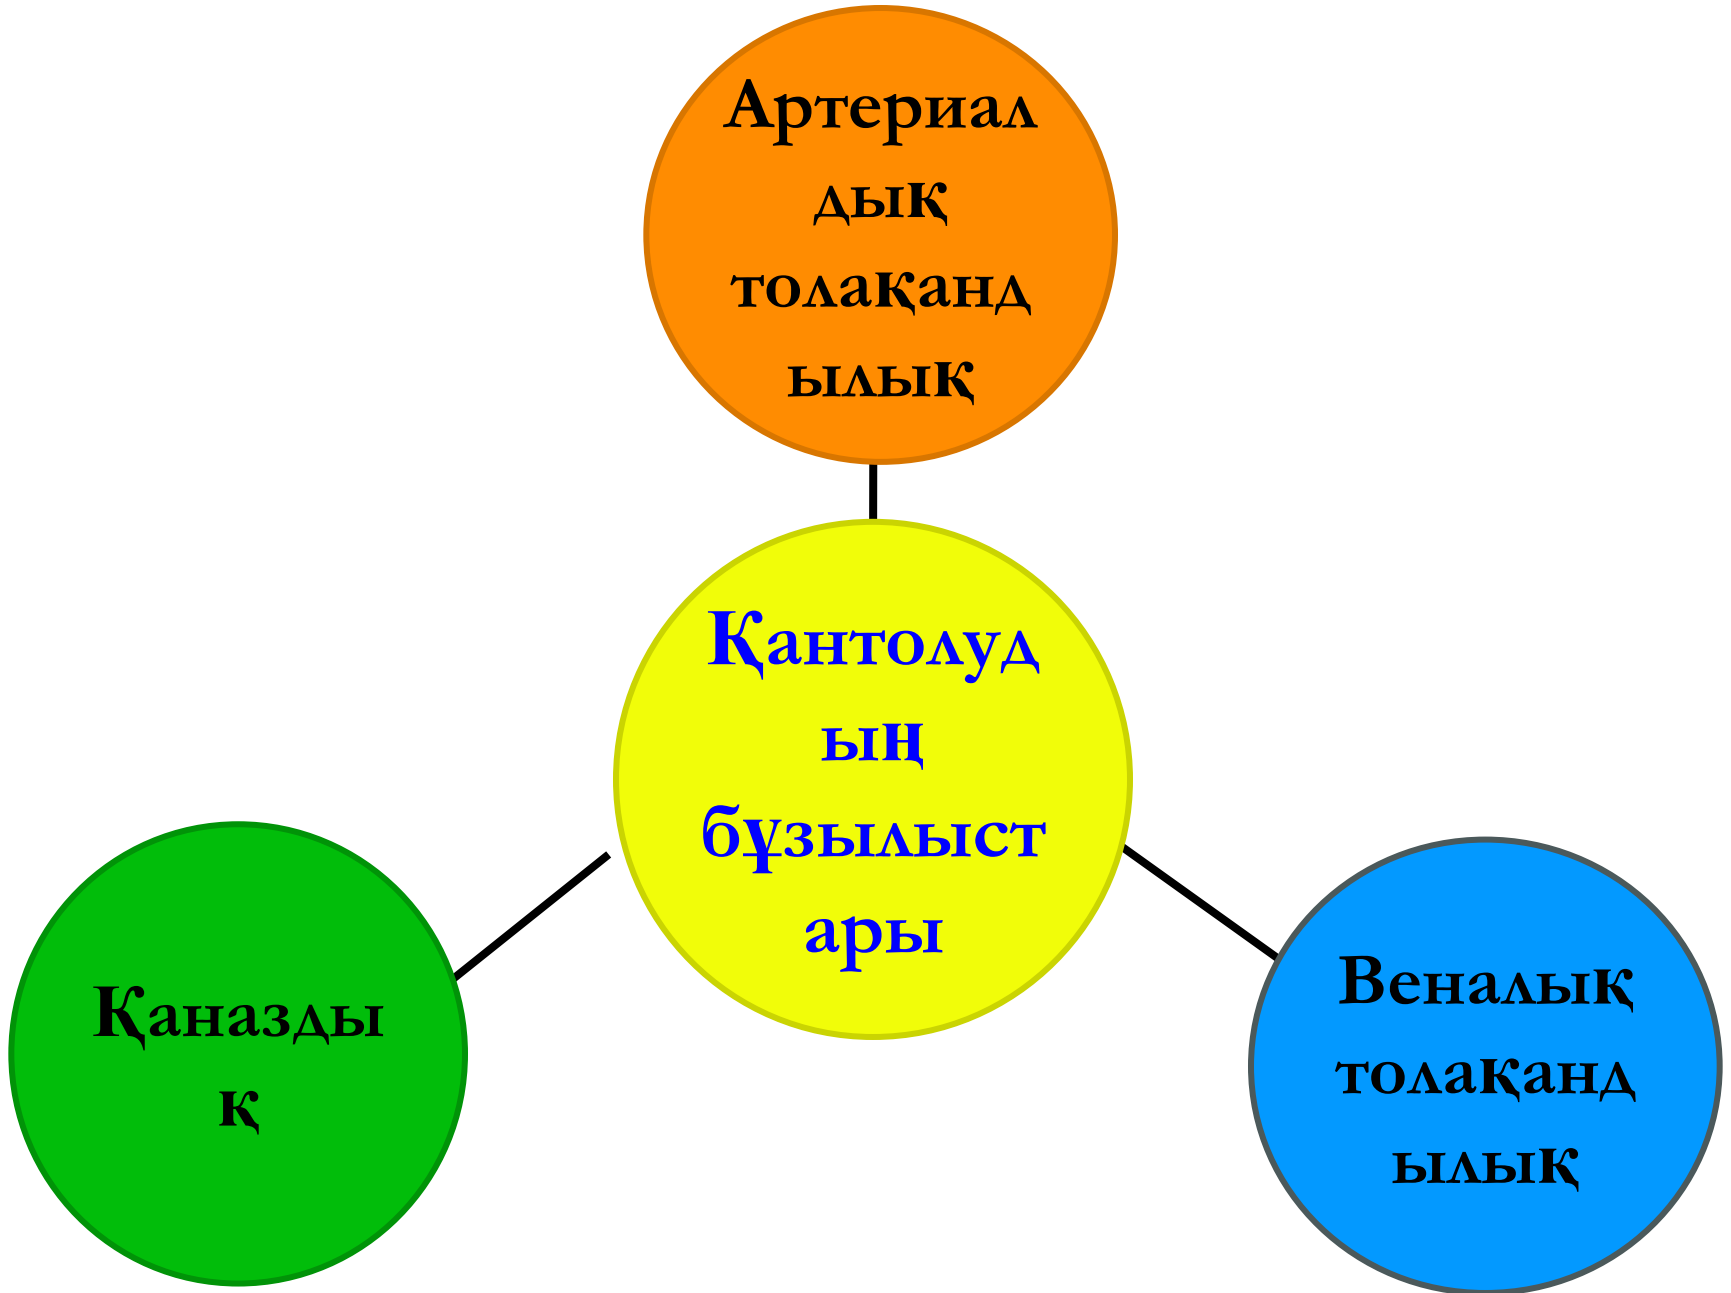 Артериал
дық
толақанд
ылық
Қантолуд
ың
бұзылыст
ары
Қаназды
қ
Веналық
толақанд
ылық